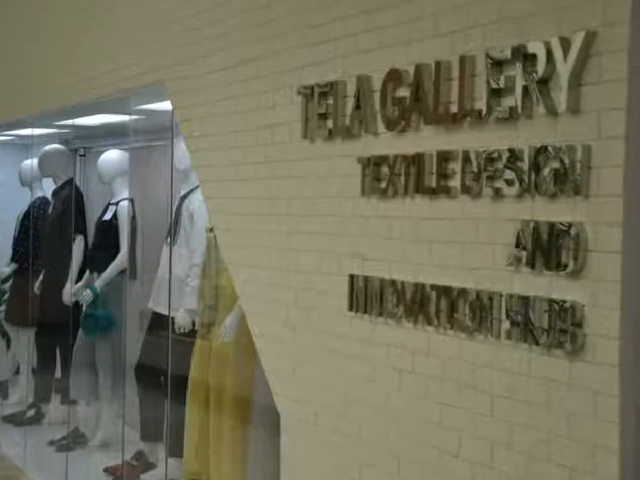 TELA GALLERY
TEXTILE DESIGN
AND
INNOVATION HUB